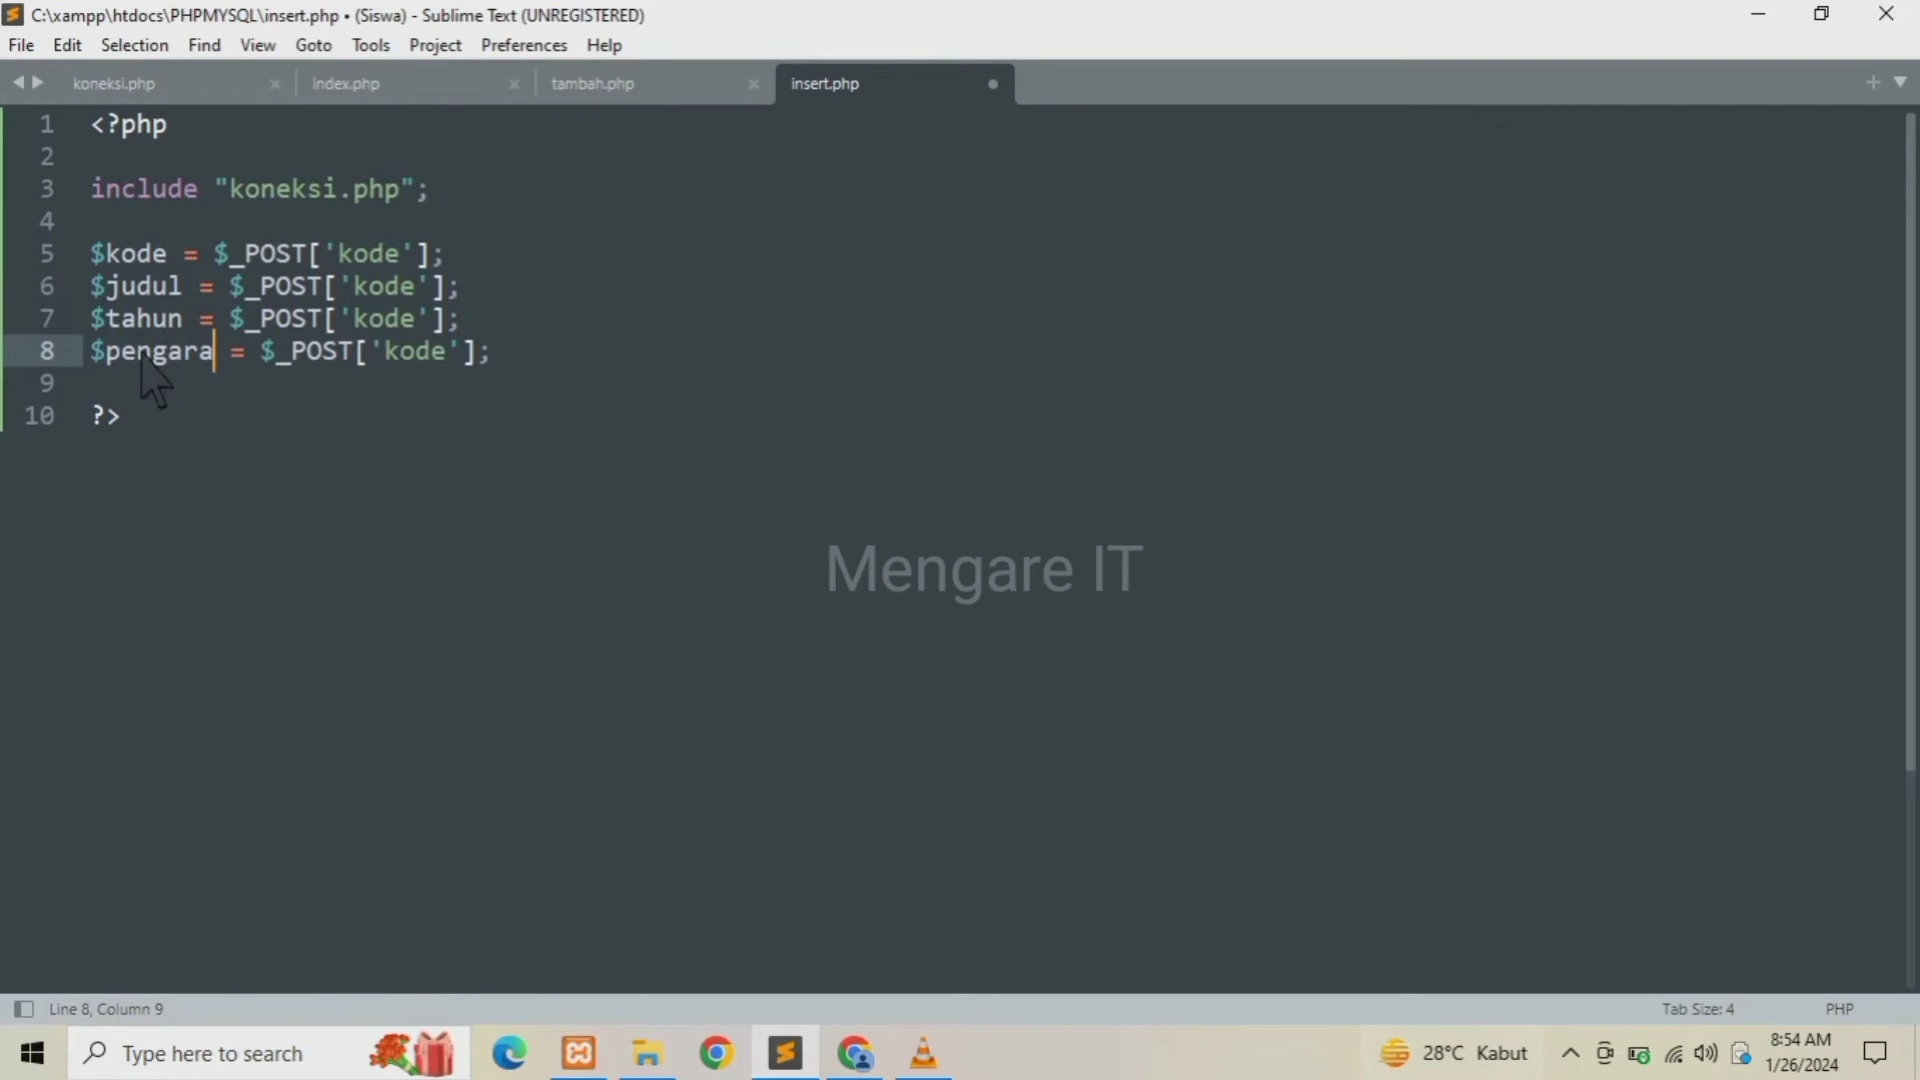 C:\xampp\htdocs\PHPMYSQL\insert.php • (Siswa) - Sublime Text (UNREGISTERED)
File Edit Selection Find View Goto Tools Project Preferences Help
koneksi.php index.php tambah.php insert.php
1 <?php
2
3 include "koneksi.php";
4
5 $kode = $_POST['kode'];
6 $judul = $_POST['kode'];
7 $tahun = $_POST['kode'];
8 $pengara = $_POST['kode'];
9
10 ?>
Mengare IT
Line 8, Column 9 Tab Size: 4 PHP
Type here to search 28°C Kabut 8:54 AM
1/26/2024